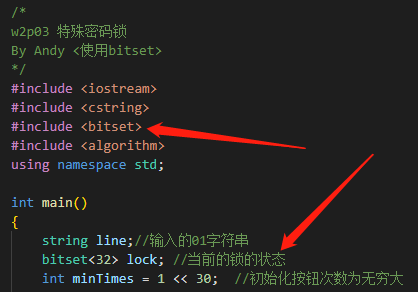 /*
w2p03 特殊密码锁
By Andy <使用bitset>
*/
#include <iostream>
#include <cstring>
#include <bitset>
#include <algorithm>
using namespace std;
int main()
{
string line;//输入的01字符串
bitset<32> lock; //当前的锁的状态
int minTimes = 1 << 30; //初始化按钮次数为无穷大